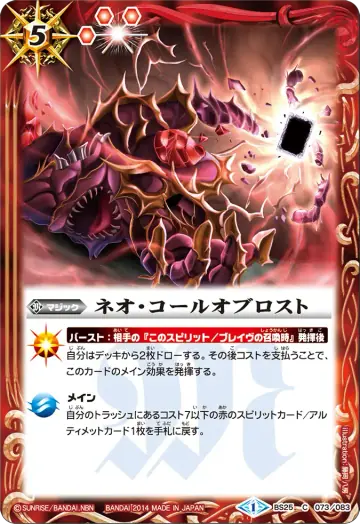 5
マジック
ネオ・コールオブロスト
バースト：相手の『このスピリット／ブレイヴの召喚時』発揮後
自分はデッキから2枚ドローする。その後コストを支払うことで、
このカードのメイン効果を発揮する。
メイン
自分のトラッシュにあるコスト7以下の赤のスピリットカード／アル
ティメットカード1枚を手札に戻す。
©SUNRISE/BANDAI,NBN BANDAI 2014 MADE IN JAPAN
1 BS25 - C 073/083